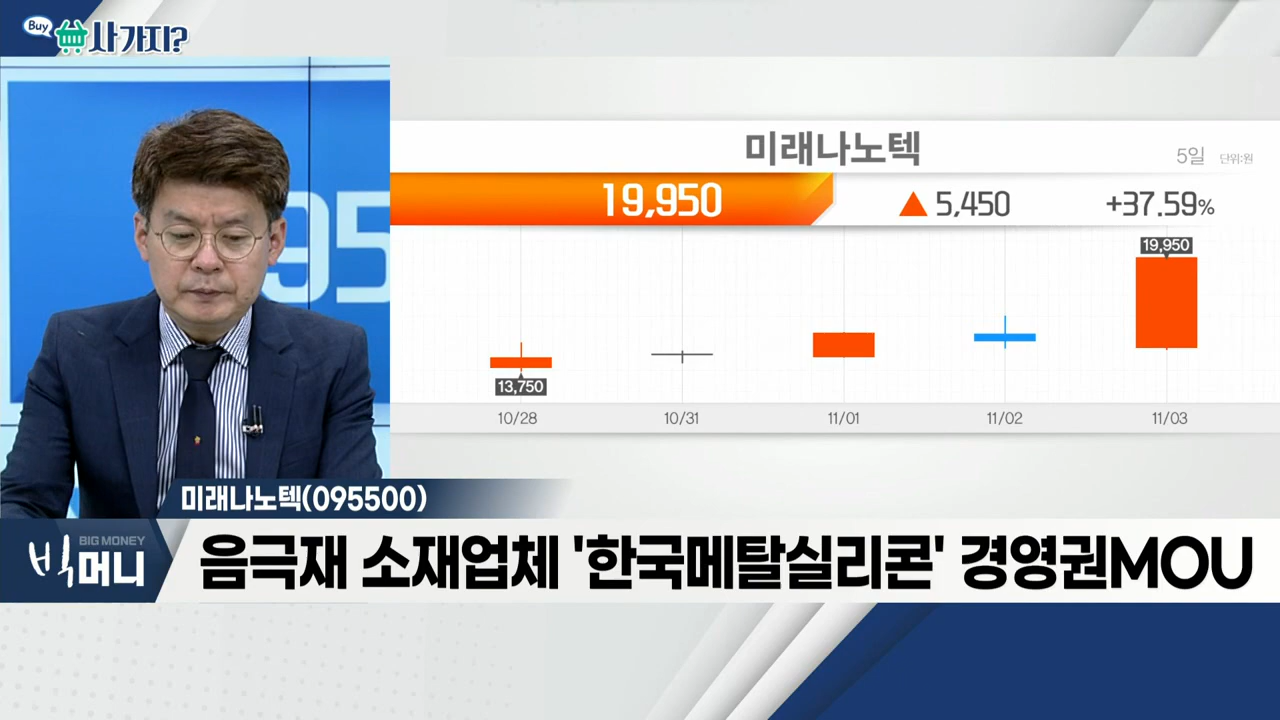 Buy
사가지?
95
미래나노텍
5일 단위:원
19,950 ▲ 5,450 +37.59%
19,950
13,750
10/28 10/31 11/01 11/02 11/03
미래나노텍(095500)
BIG MONEY
빅머니
음극재 소재업체 '한국메탈실리콘' 경영권MOU